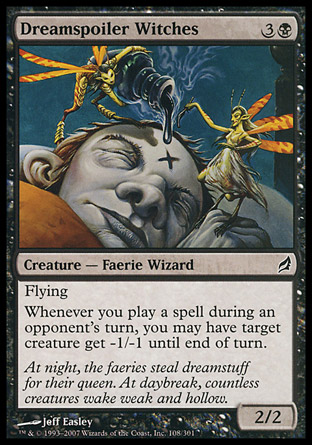 Dreamspoiler Witches 3
Creature — Faerie Wizard
Flying
Whenever you play a spell during an
opponent's turn, you may have target
creature get -1/-1 until end of turn.
At night, the faeries steal dreamstuff
for their queen. At daybreak, countless
creatures wake weak and hollow.
2/2
Jeff Easley
™ & © 1993–2007 Wizards of the Coast, Inc. 108/301